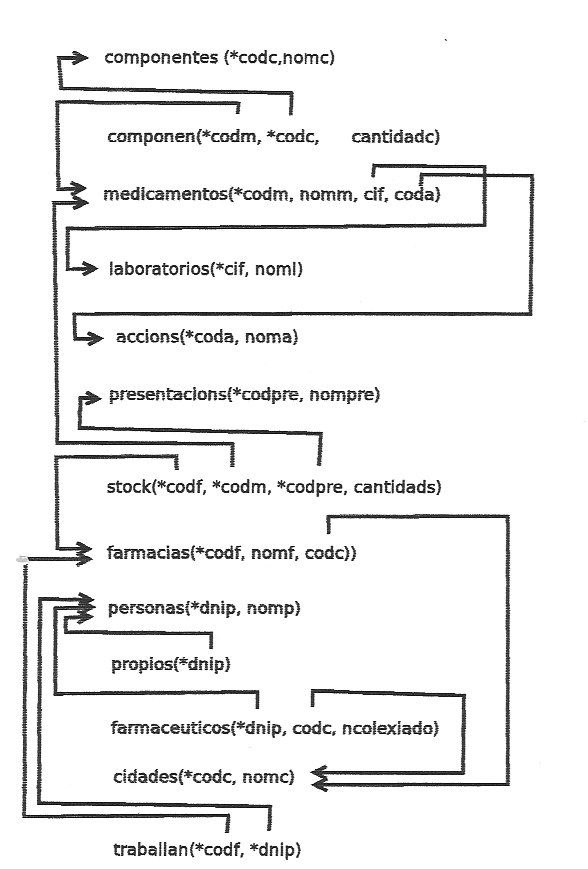 componentes (*codc,nomc)
componen(*codm, *codc, cantidadc)
medicamentos(*codm, nomm, cif, coda)
laboratorios(*cif, noml)
accions(*coda, noma)
presentacions(*codpre, nompre)
stock(*codf, *codm, *codpre, cantidads)
farmacias(*codf, nomf, codc))
personas(*dnip, nomp)
propios(*dnip)
farmaceuticos(*dnip, codc, ncolexiado)
cidades(*codc, nomc)
traballan(*codf, *dnip)